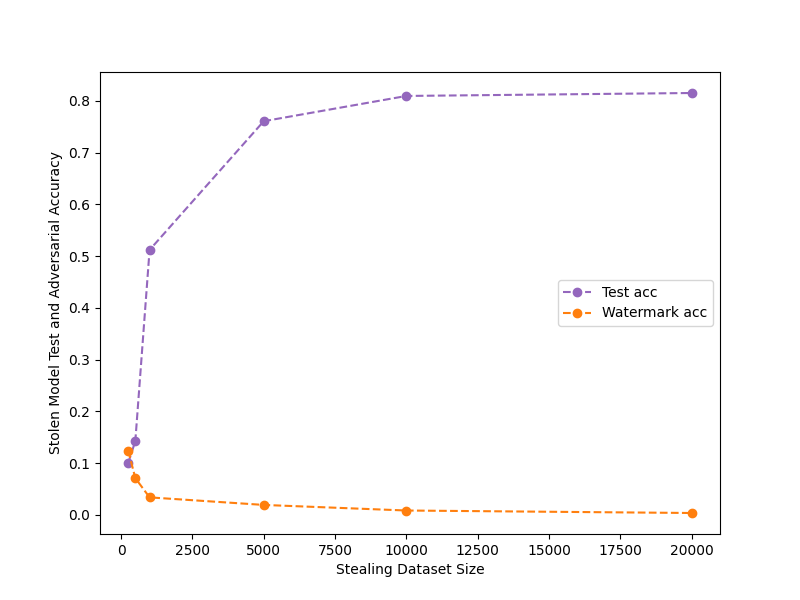 0.8
0.7
0.6
0.5
0.4
0.3
0.2
0.1
0.0
Stolen Model Test and Adversarial Accuracy
Test acc
Watermark acc
0 2500 5000 7500 10000 12500 15000 17500 20000
Stealing Dataset Size